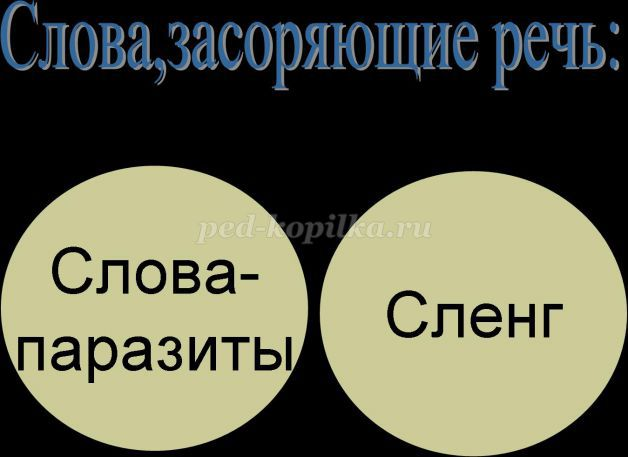 Слова,засоряющие речь:
ped-kopilka.ru
Слова-
паразиты
Сленг